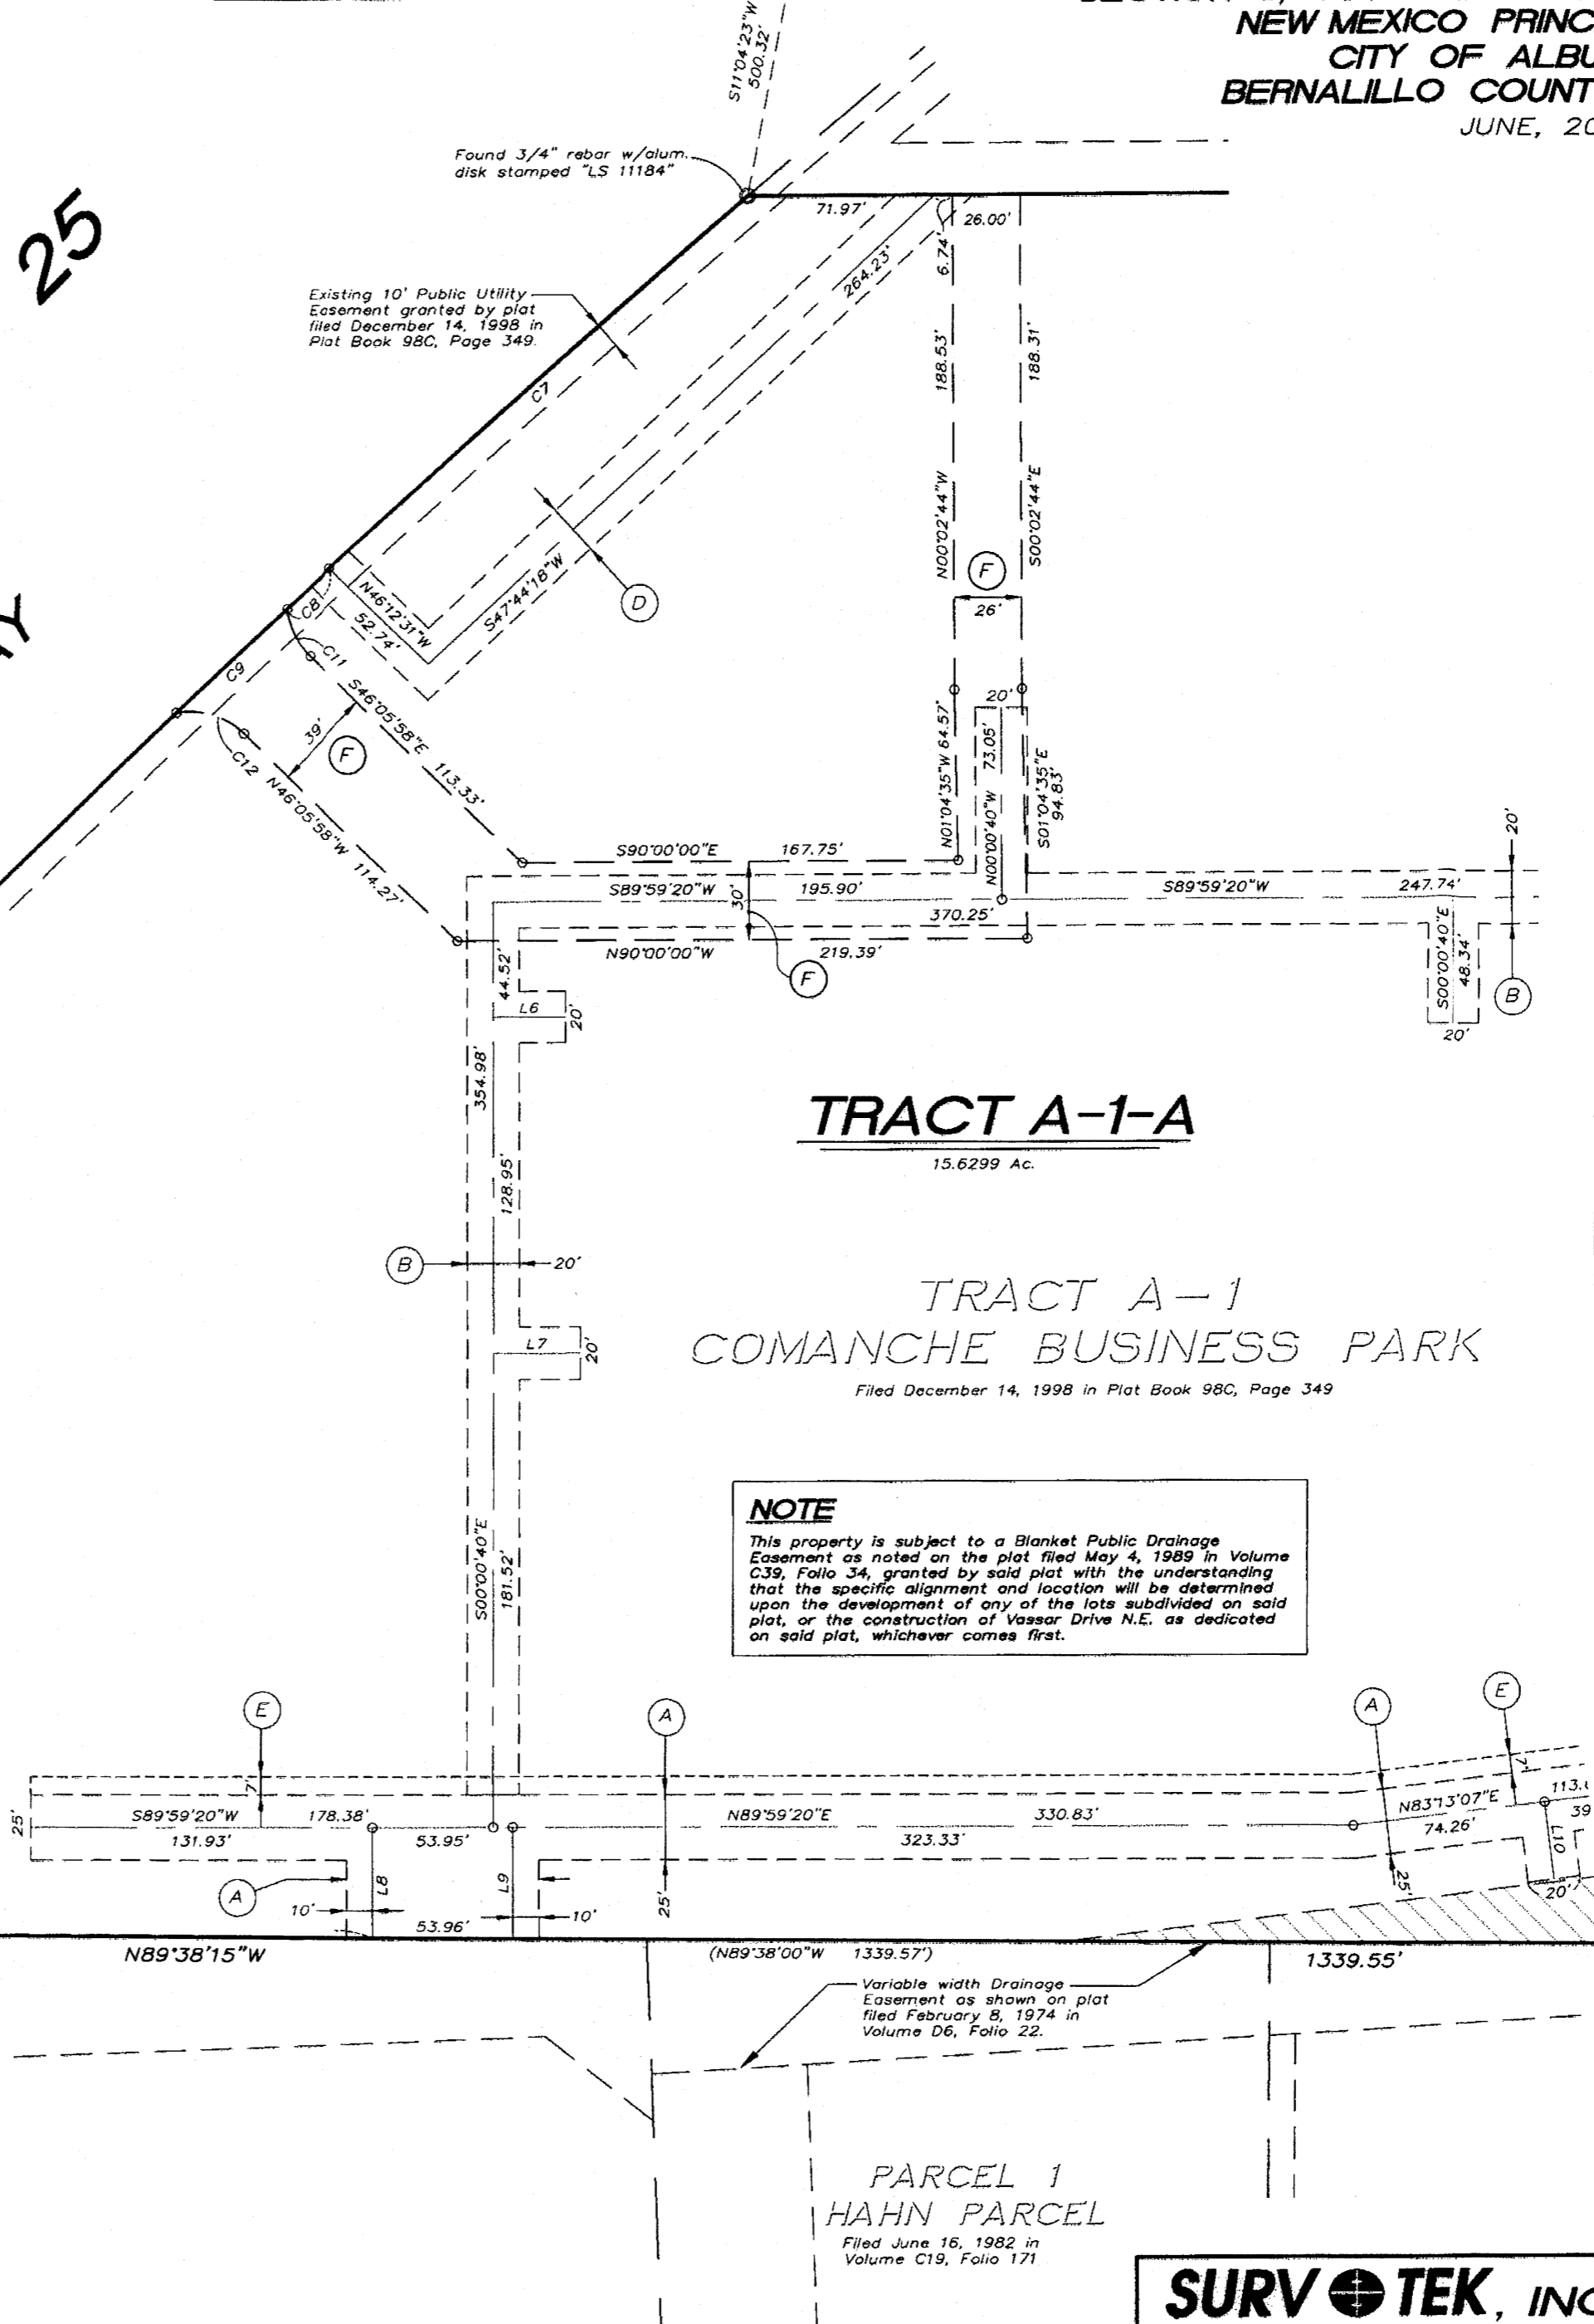 NEW MEXICO PRINC
CITY OF ALBU
BERNALILLO COUNT
JUNE, 20
S11°04'23"W
500.32'
Found 3/4" rebar w/alum.
disk stamped "LS 11184"
25
71.97'
26.00'
6.74'
264.23'
Existing 10' Public Utility
Easement granted by plat
filed December 14, 1998 in
Plat Book 98C, Page 349.
188.53'
188.31'
C7
N00°02'44"W
S00°02'44"E
D
F
26'
S47°44'18"W
N46°12'31"W
52.74'
C8
C9
C11
S46°05'58"E 113.33'
39'
F
C12
N46°05'58"W 114.27'
N01°04'35"W 64.57'
20'
N00°00'40"W 73.05'
S01°04'35"E
94.83'
20'
S90°00'00"E 167.75'
S89°59'20"W 195.90'
S89°59'20"W 247.74'
30'
370.25'
N90°00'00"W 219.39'
F
S00°00'40"E
48.34'
B
20'
44.52'
L6
20'
354.98'
TRACT A-1-A
15.6299 Ac.
128.95'
B
20'
TRACT A-1
COMANCHE BUSINESS PARK
Filed December 14, 1998 in Plat Book 98C, Page 349
L7
20'
NOTE
This property is subject to a Blanket Public Drainage
Easement as noted on the plat filed May 4, 1989 in Volume
C39, Folio 34, granted by said plat with the understanding
that the specific alignment and location will be determined
upon the development of any of the lots subdivided on said
plat, or the construction of Vassar Drive N.E. as dedicated
on said plat, whichever comes first.
S00°00'40"E
181.52'
E
A
A
E
7'
7'
25'
S89°59'20"W 178.38'
131.93'
53.95'
N89°59'20"E 330.83'
323.33'
N83°13'07"E
74.26'
39
L10
A
L8
L9
10'
10'
53.96'
25'
25'
20'
N89°38'15"W
(N89°38'00"W 1339.57')
1339.55'
Variable width Drainage
Easement as shown on plat
filed February 8, 1974 in
Volume D6, Folio 22.
PARCEL 1
HAHN PARCEL
Filed June 16, 1982 in
Volume C19, Folio 171
SURV TEK, INC